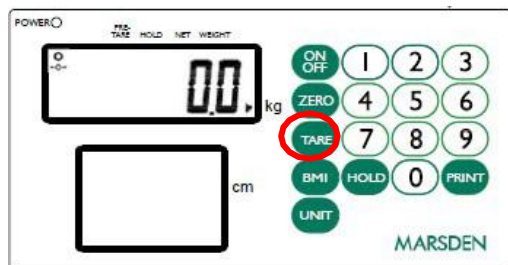 POWER
PRE-TARE HOLD NET WEIGHT
0.0 kg
cm
ON OFF 1 2 3
ZERO 4 5 6
TARE 7 8 9
BMI HOLD 0 PRINT
UNIT
MARSDEN